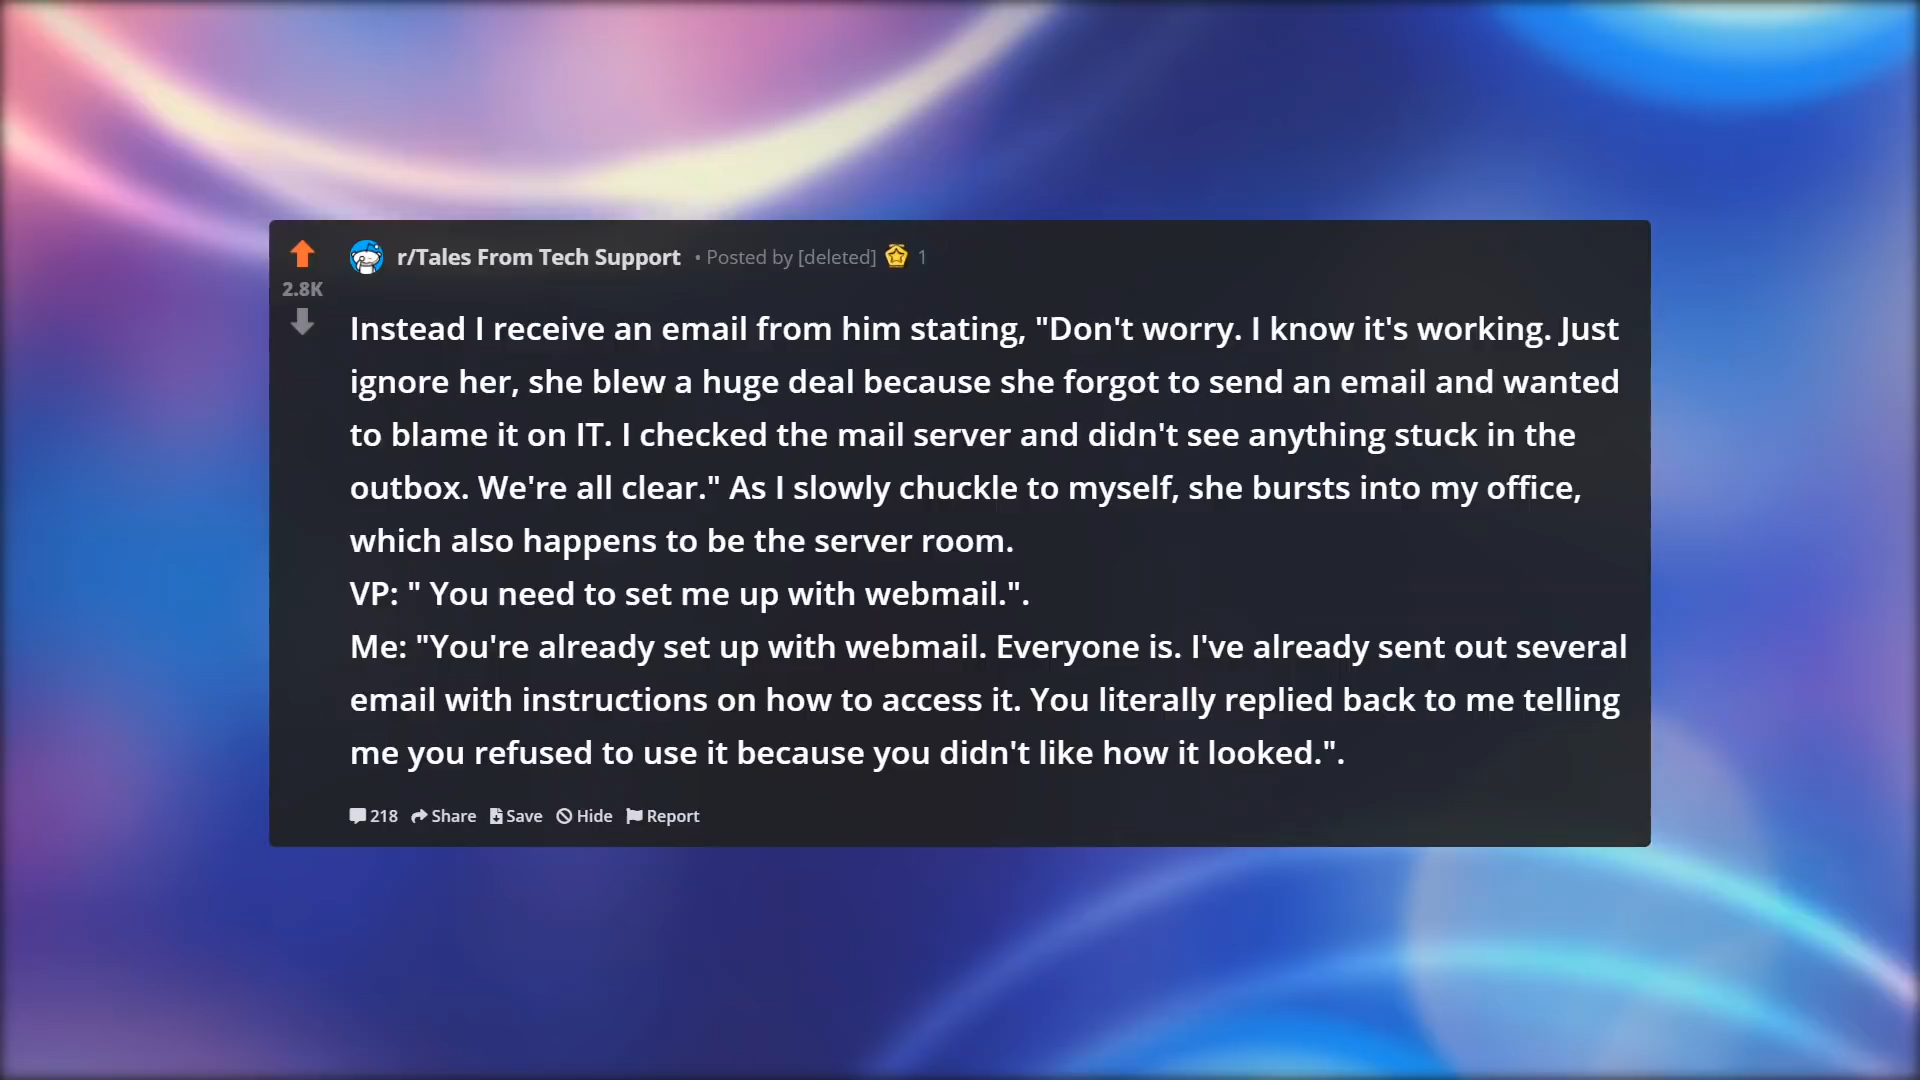 r/Tales From Tech Support • Posted by [deleted] 1
2.8K
Instead I receive an email from him stating, "Don't worry. I know it's working. Just
ignore her, she blew a huge deal because she forgot to send an email and wanted
to blame it on IT. I checked the mail server and didn't see anything stuck in the
outbox. We're all clear." As I slowly chuckle to myself, she bursts into my office,
which also happens to be the server room.
VP: " You need to set me up with webmail.".
Me: "You're already set up with webmail. Everyone is. I've already sent out several
email with instructions on how to access it. You literally replied back to me telling
me you refused to use it because you didn't like how it looked.".
218 Share Save Hide Report